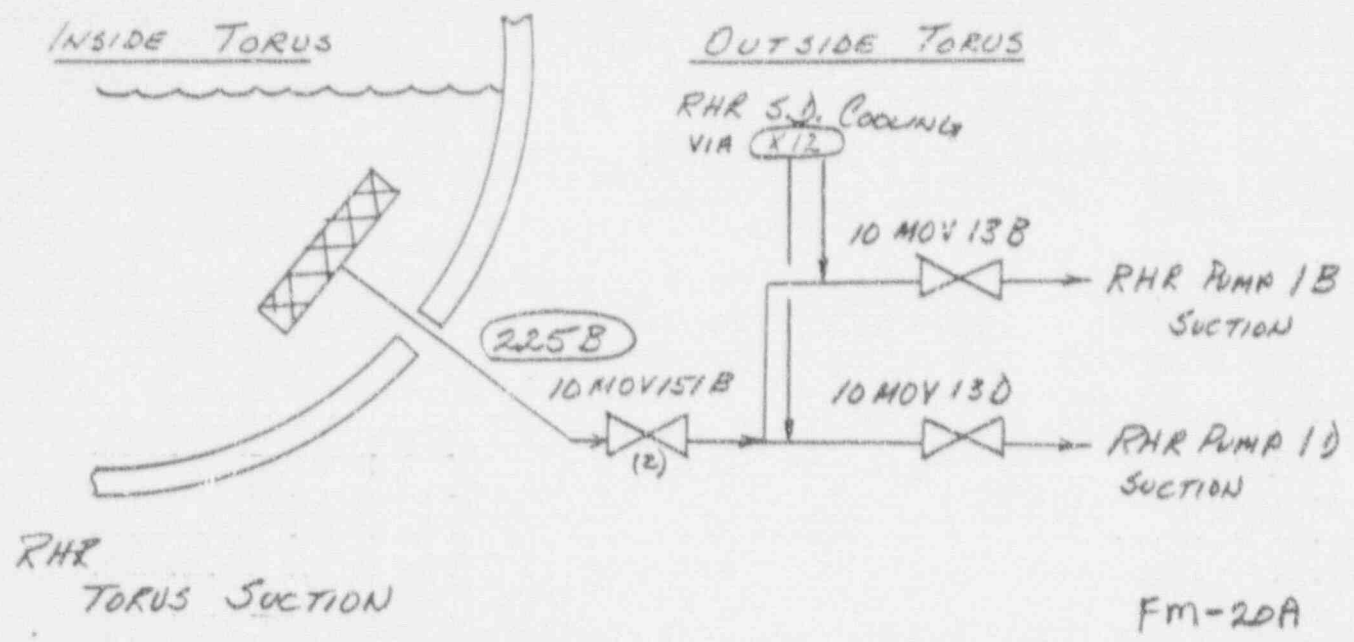 INSIDE TORUS
OUTSIDE TORUS
RHR S.D. COOLING
VIA X12
10 MOV 13B
RHR PUMP 1B
SUCTION
225B
10 MOV 151B
(2)
10 MOV 13D
RHR PUMP 1D
SUCTION
RHR
TORUS SUCTION
FM-20A